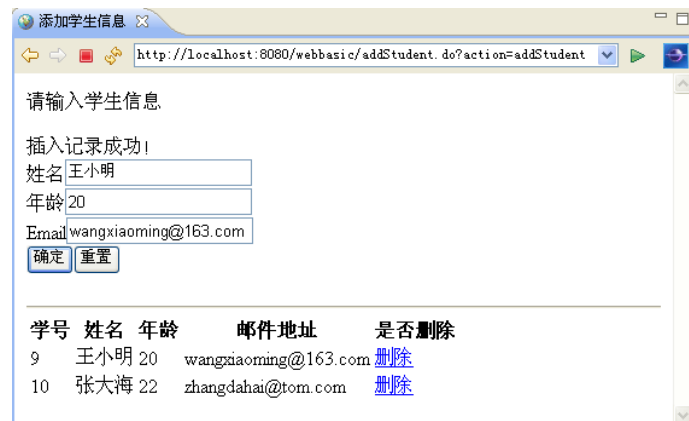 添加学生信息
http://localhost:8080/webbasic/addStudent.do?action=addStudent
请输入学生信息
插入记录成功!
姓名 王小明
年龄 20
Email wangxiaoming@163.com
确定 重置
学号 姓名 年龄 邮件地址 是否删除
9 王小明 20 wangxiaoming@163.com 删除
10 张大海 22 zhangdahai@tom.com 删除